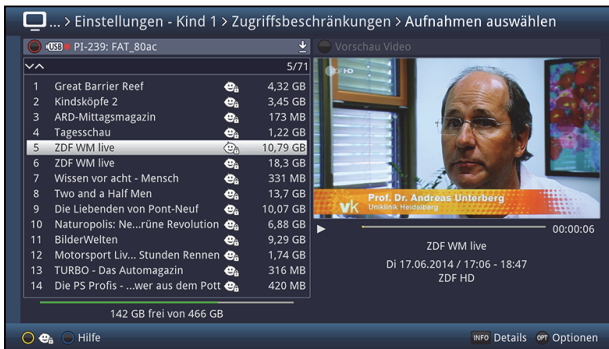 ... > Einstellungen - Kind 1 > Zugriffsbeschränkungen > Aufnahmen auswählen
USB PI-239: FAT_80ac
Vorschau Video
5/71
1 Great Barrier Reef 4,32 GB
2 Kindsköpfe 2 3,45 GB
3 ARD-Mittagsmagazin 173 MB
4 Tagesschau 1,22 GB
5 ZDF WM live 10,79 GB
6 ZDF WM live 18,3 GB
7 Wissen vor acht - Mensch 331 MB
8 Two and a Half Men 13,7 GB
9 Die Liebenden von Pont-Neuf 10,07 GB
10 Naturopolis: Ne...rüne Revolution 6,88 GB
11 BilderWelten 9,29 GB
12 Motorsport Liv... Stunden Rennen 1,74 GB
13 TURBO - Das Automagazin 316 MB
14 Die PS Profis - ...wer aus dem Pott 420 MB
142 GB frei von 466 GB
HD
vk
Prof. Dr. Andreas Unterberg
Uniklinik Heidelberg
00:00:06
ZDF WM live
Di 17.06.2014 / 17:06 - 18:47
ZDF HD
Hilfe
INFO Details OPT Optionen